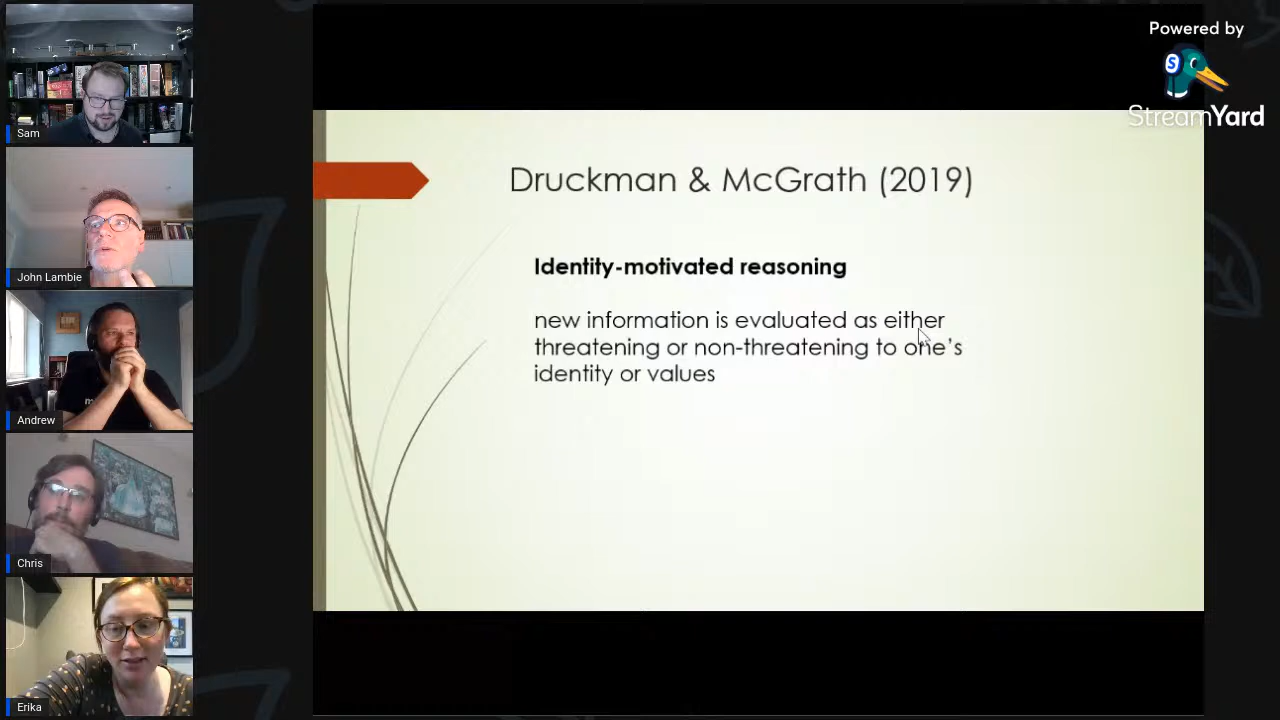 Powered by
S
StreamYard
Sam
John Lambie
Andrew
Chris
Erika
Druckman & McGrath (2019)
Identity-motivated reasoning
new information is evaluated as either
threatening or non-threatening to one's
identity or values